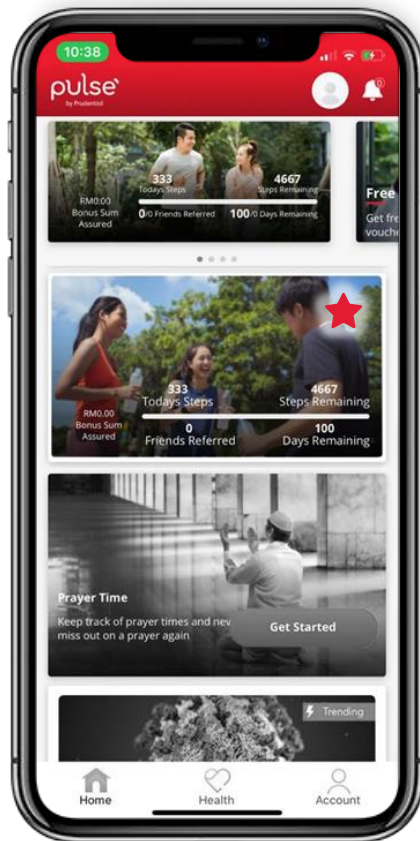 10:38
pulse
by Prudential
333
4667
Todays Steps
Steps Remaining
RM0.00
Bonus Sum
Assured
0/0 Friends Referred
100/0 Days Remaining
Free
Get fre
vouche
333
4667
Todays Steps
Steps Remaining
RM0.00
Bonus Sum
Assured
0
100
Friends Referred
Days Remaining
Prayer Time
Keep track of prayer times and nev
miss out on a prayer again
Get Started
Trending
Home
Health
Account